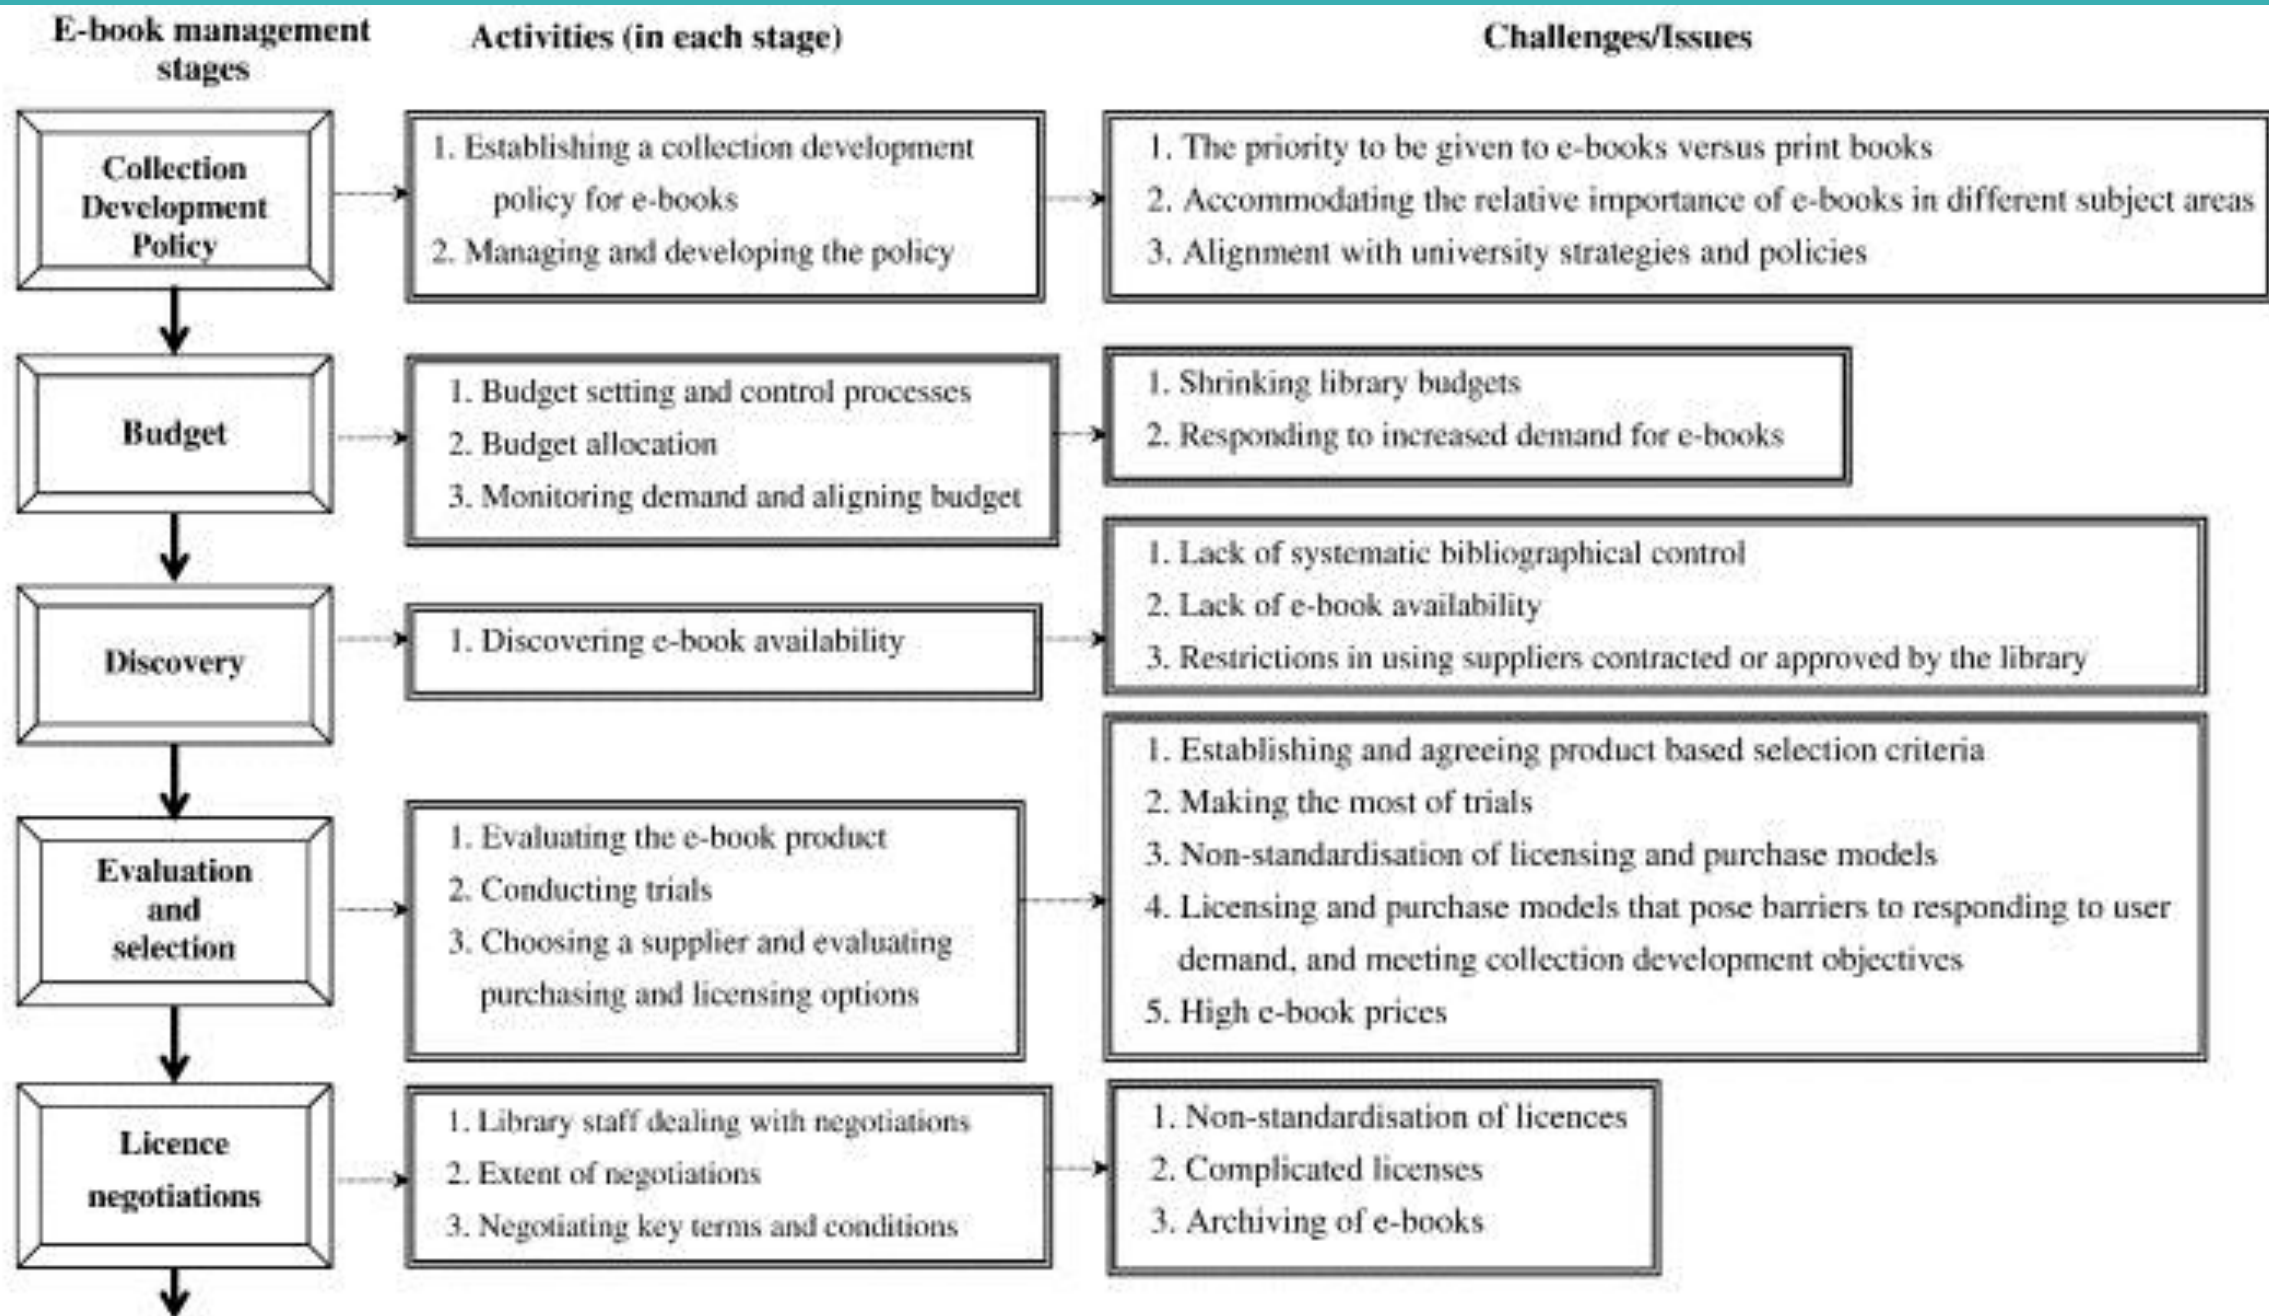 E-book management
stages
Activities (in each stage)
Challenges/Issues
Collection
Development
Policy
1. Establishing a collection development
policy for e-books
2. Managing and developing the policy
1. The priority to be given to e-books versus print books
2. Accommodating the relative importance of e-books in different subject areas
3. Alignment with university strategies and policies
Budget
1. Budget setting and control processes
2. Budget allocation
3. Monitoring demand and aligning budget
1. Shrinking library budgets
2. Responding to increased demand for e-books
Discovery
1. Discovering e-book availability
1. Lack of systematic bibliographical control
2. Lack of e-book availability
3. Restrictions in using suppliers contracted or approved by the library
Evaluation
and
selection
1. Evaluating the e-book product
2. Conducting trials
3. Choosing a supplier and evaluating
purchasing and licensing options
1. Establishing and agreeing product based selection criteria
2. Making the most of trials
3. Non-standardisation of licensing and purchase models
4. Licensing and purchase models that pose barriers to responding to user
demand, and meeting collection development objectives
5. High e-book prices
Licence
negotiations
1. Library staff dealing with negotiations
2. Extent of negotiations
3. Negotiating key terms and conditions
1. Non-standardisation of licences
2. Complicated licenses
3. Archiving of e-books